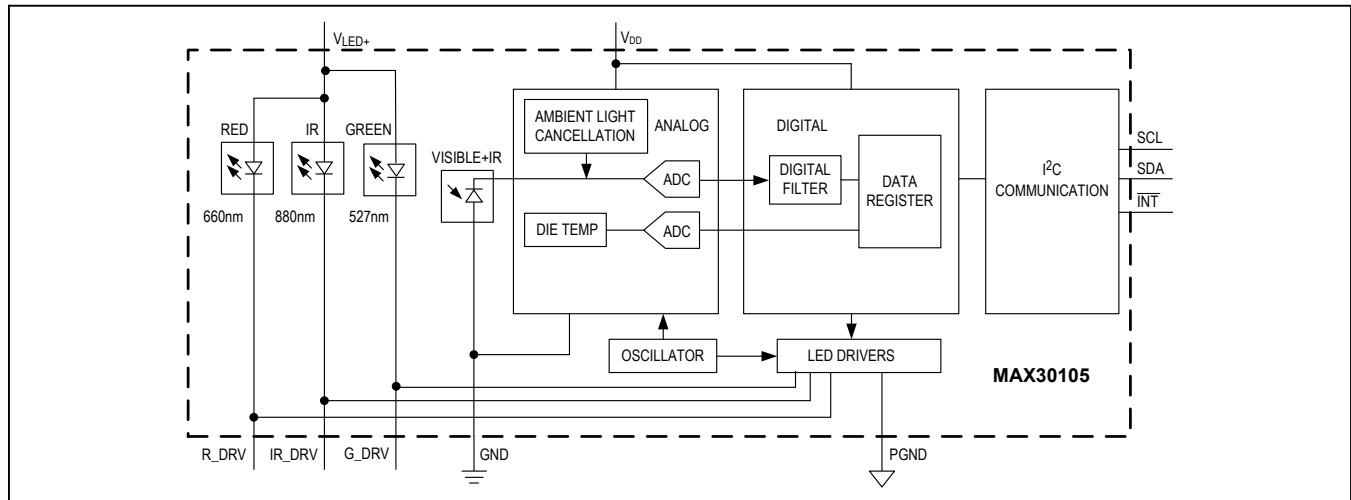 VLED+
VDD
RED
IR
GREEN
660nm
880nm
527nm
VISIBLE+IR
AMBIENT LIGHT
CANCELLATION
ANALOG
ADC
DIE TEMP
ADC
DIGITAL
DIGITAL
FILTER
DATA
REGISTER
I2C
COMMUNICATION
SCL
SDA
INT
OSCILLATOR
LED DRIVERS
MAX30105
R_DRV
IR_DRV
G_DRV
GND
PGND